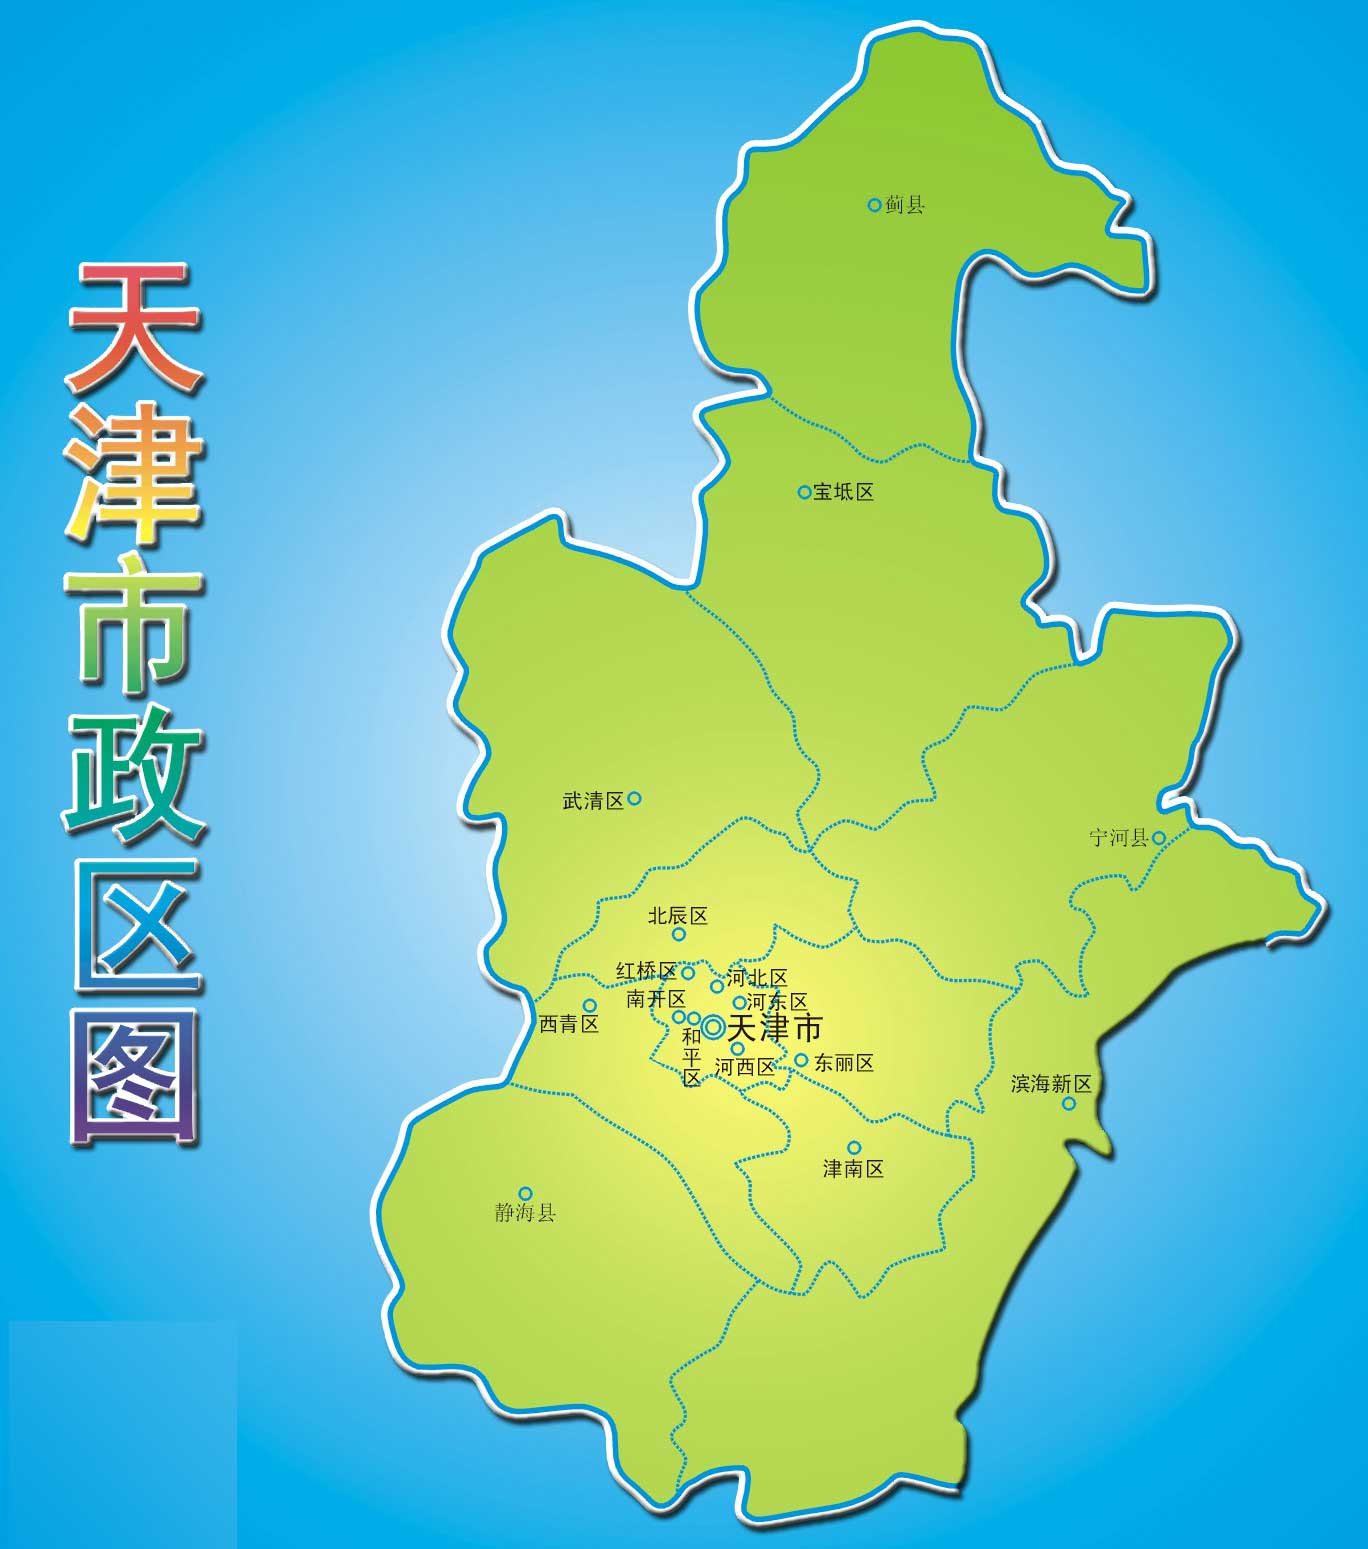 天津市政区图
蓟县
宝坻区
武清区
宁河县
北辰区
红桥区
河北区
南开区
河东区
西青区
天津市
和平区
河西区
东丽区
滨海新区
津南区
静海县